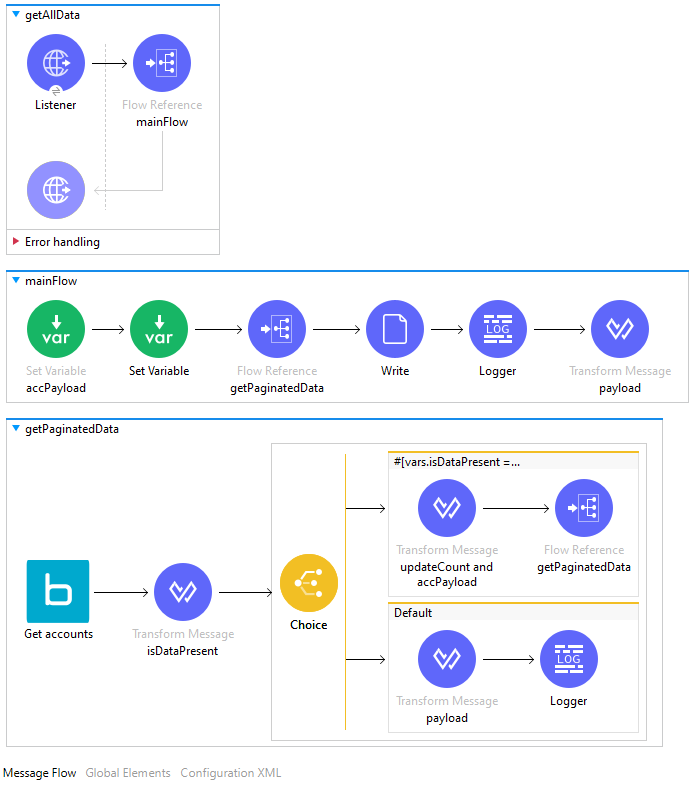 getAllData
Listener
Flow Reference
mainFlow
Error handling
mainFlow
var
var
LOG
Set Variable
accPayload
Set Variable
Flow Reference
getPaginatedData
Write
Logger
Transform Message
payload
getPaginatedData
#[vars.isDataPresent =...
Transform Message
updateCount and
accPayload
Flow Reference
getPaginatedData
b
Get accounts
Transform Message
isDataPresent
Choice
Default
LOG
Transform Message
payload
Logger
Message Flow Global Elements Configuration XML